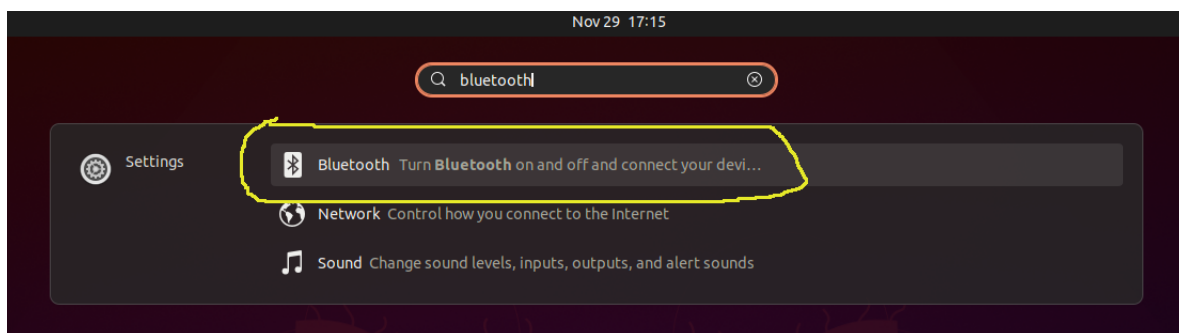 Nov 29 17:15
bluetooth
Settings
Bluetooth Turn Bluetooth on and off and connect your devi...
Network Control how you connect to the Internet
Sound Change sound levels, inputs, outputs, and alert sounds